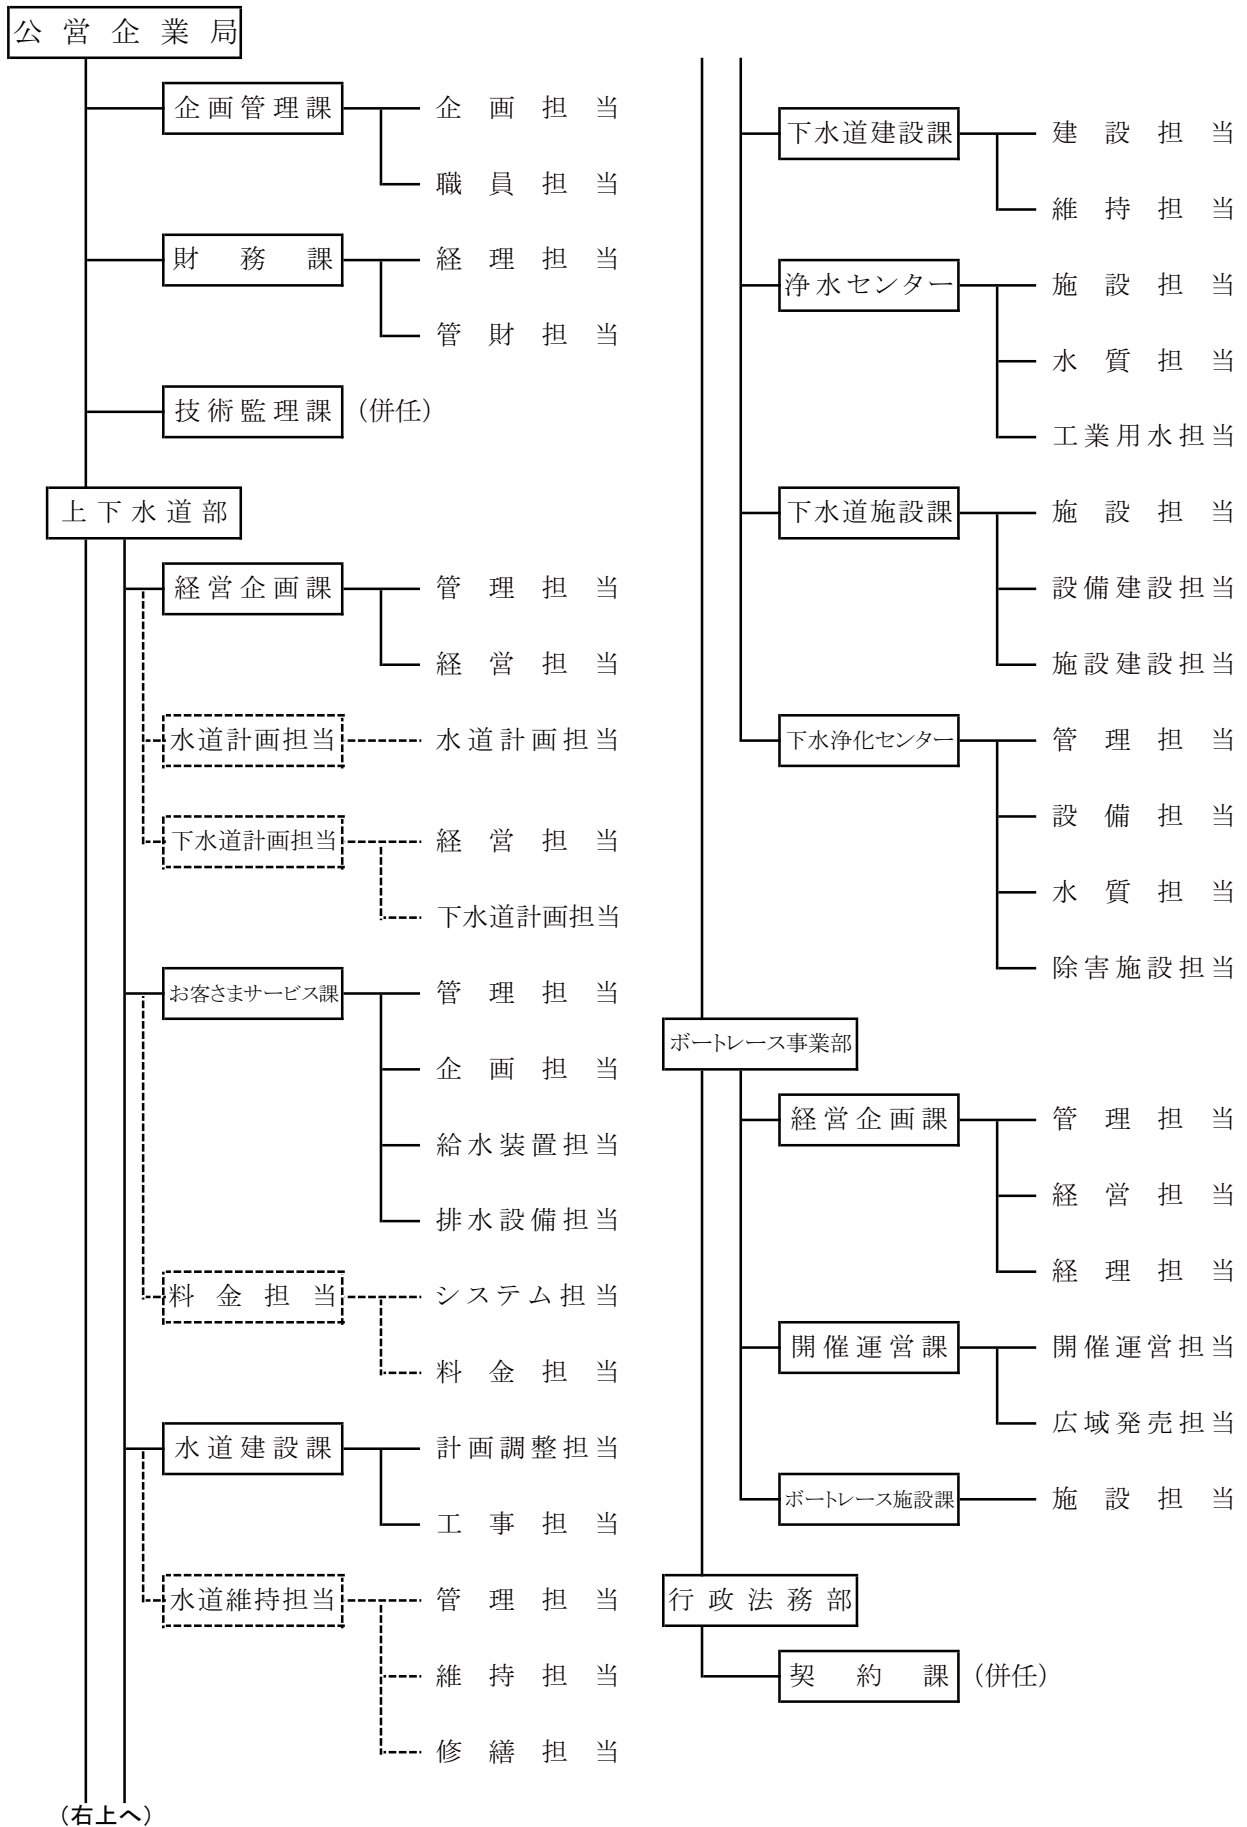 公営企業局
企画管理課 企画担当
職員担当
財務課 経理担当
管財担当
技術監理課 (併任)
上下水道部
経営企画課 管理担当
経営担当
水道計画担当 水道計画担当
下水道計画担当 経営担当
下水道計画担当
お客さまサービス課 管理担当
企画担当
給水装置担当
排水設備担当
料金担当 システム担当
料金担当
水道建設課 計画調整担当
工事担当
水道維持担当 管理担当
維持担当
修繕担当
(右上へ)
下水道建設課 建設担当
維持担当
浄水センター 施設担当
水質担当
工業用水担当
下水道施設課 施設担当
設備建設担当
施設建設担当
下水浄化センター 管理担当
設備担当
水質担当
除害施設担当
ボートレース事業部
経営企画課 管理担当
経営担当
経理担当
開催運営課 開催運営担当
広域発売担当
ボートレース施設課 施設担当
行政法務部
契約課 (併任)